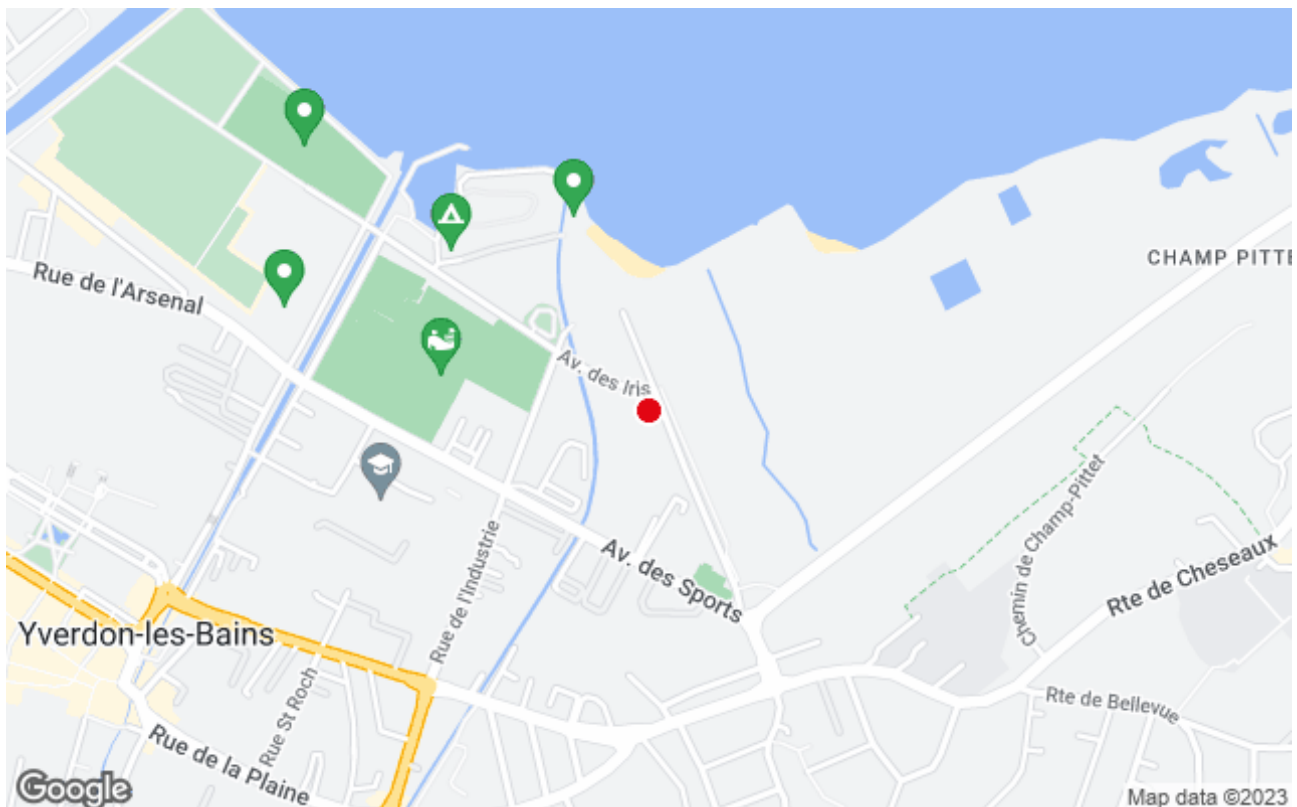 CHAMP PITTE
Rue de l'Arsenal
Av. des Iris
Chemin de Champ-Pittet
Rue de l'Industrie
Av. des Sports
Rte de Cheseaux
Yverdon-les-Bains
Rue St Roch
Rte de Bellevue
Rue de la Plaine
Google
Map data ©2023